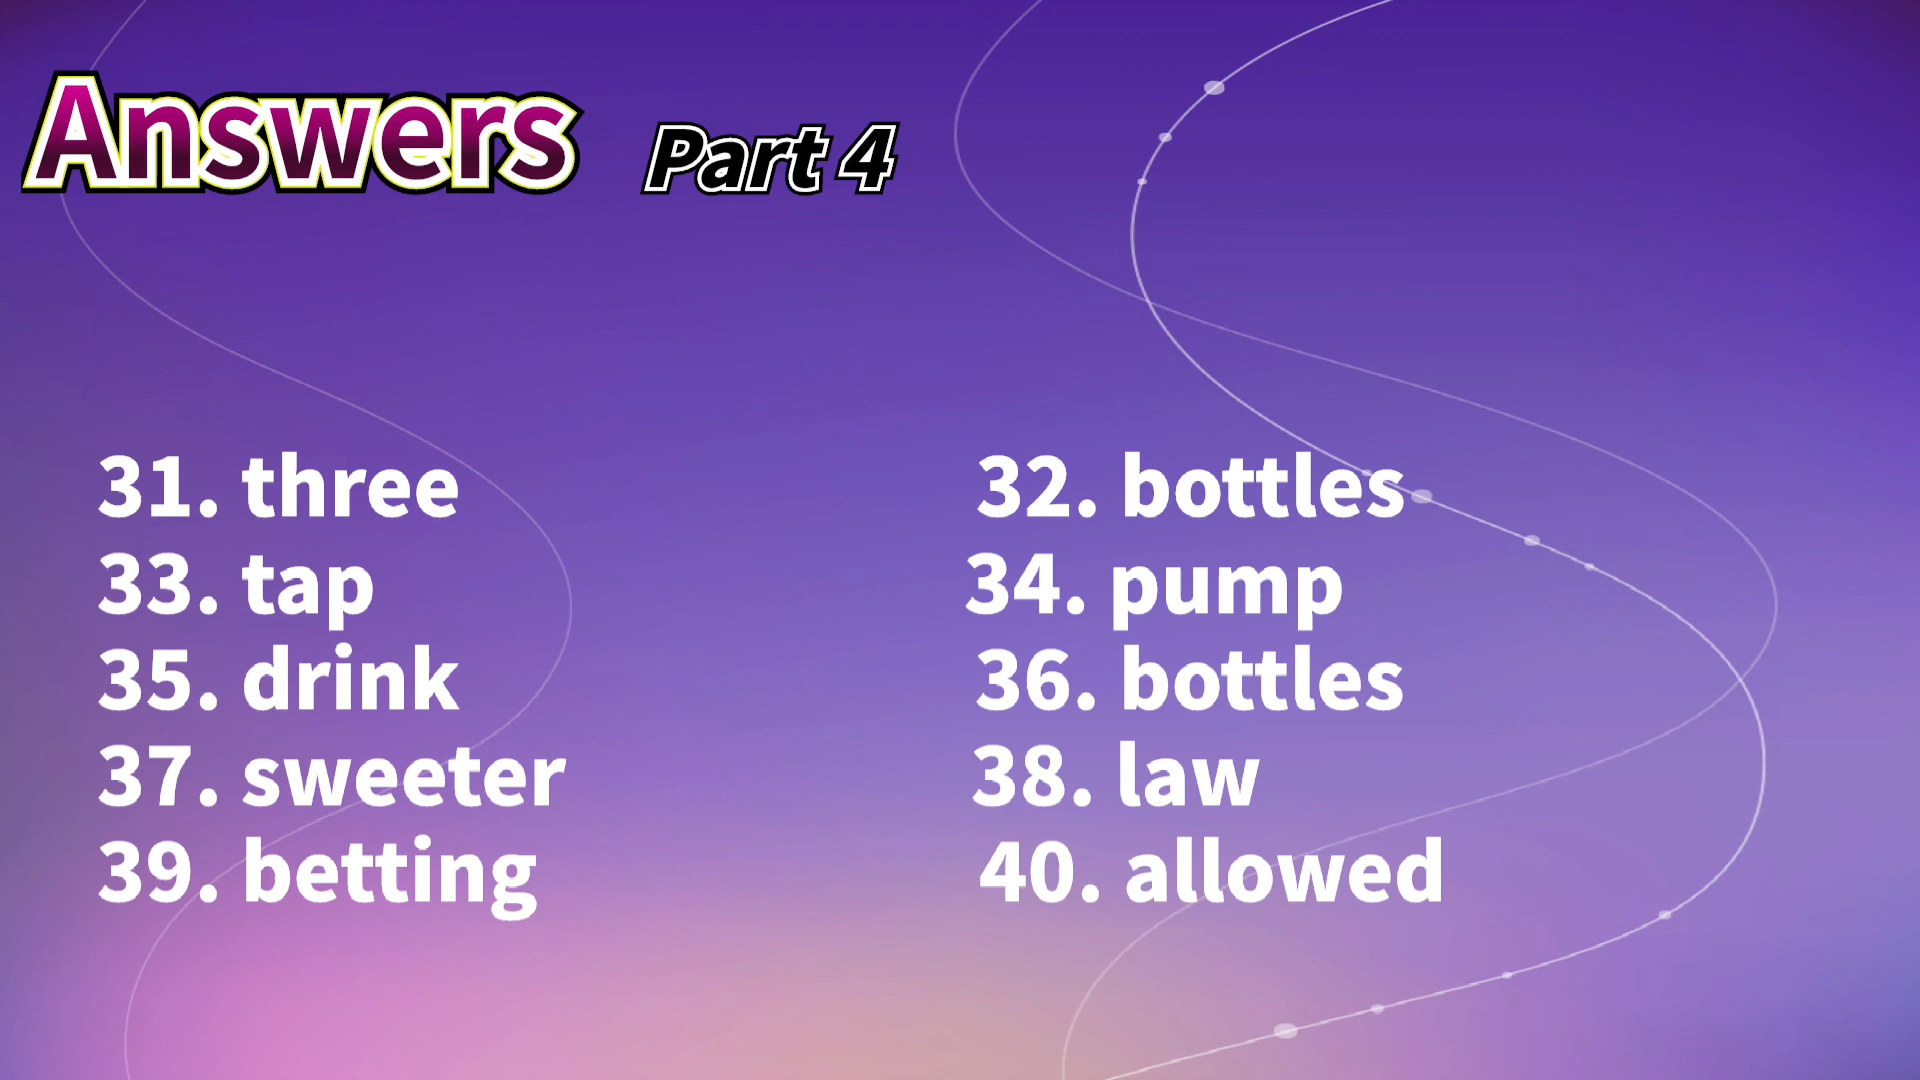 Answers Part 4
31. three 32. bottles
33. tap 34. pump
35. drink 36. bottles
37. sweeter 38. law
39. betting 40. allowed